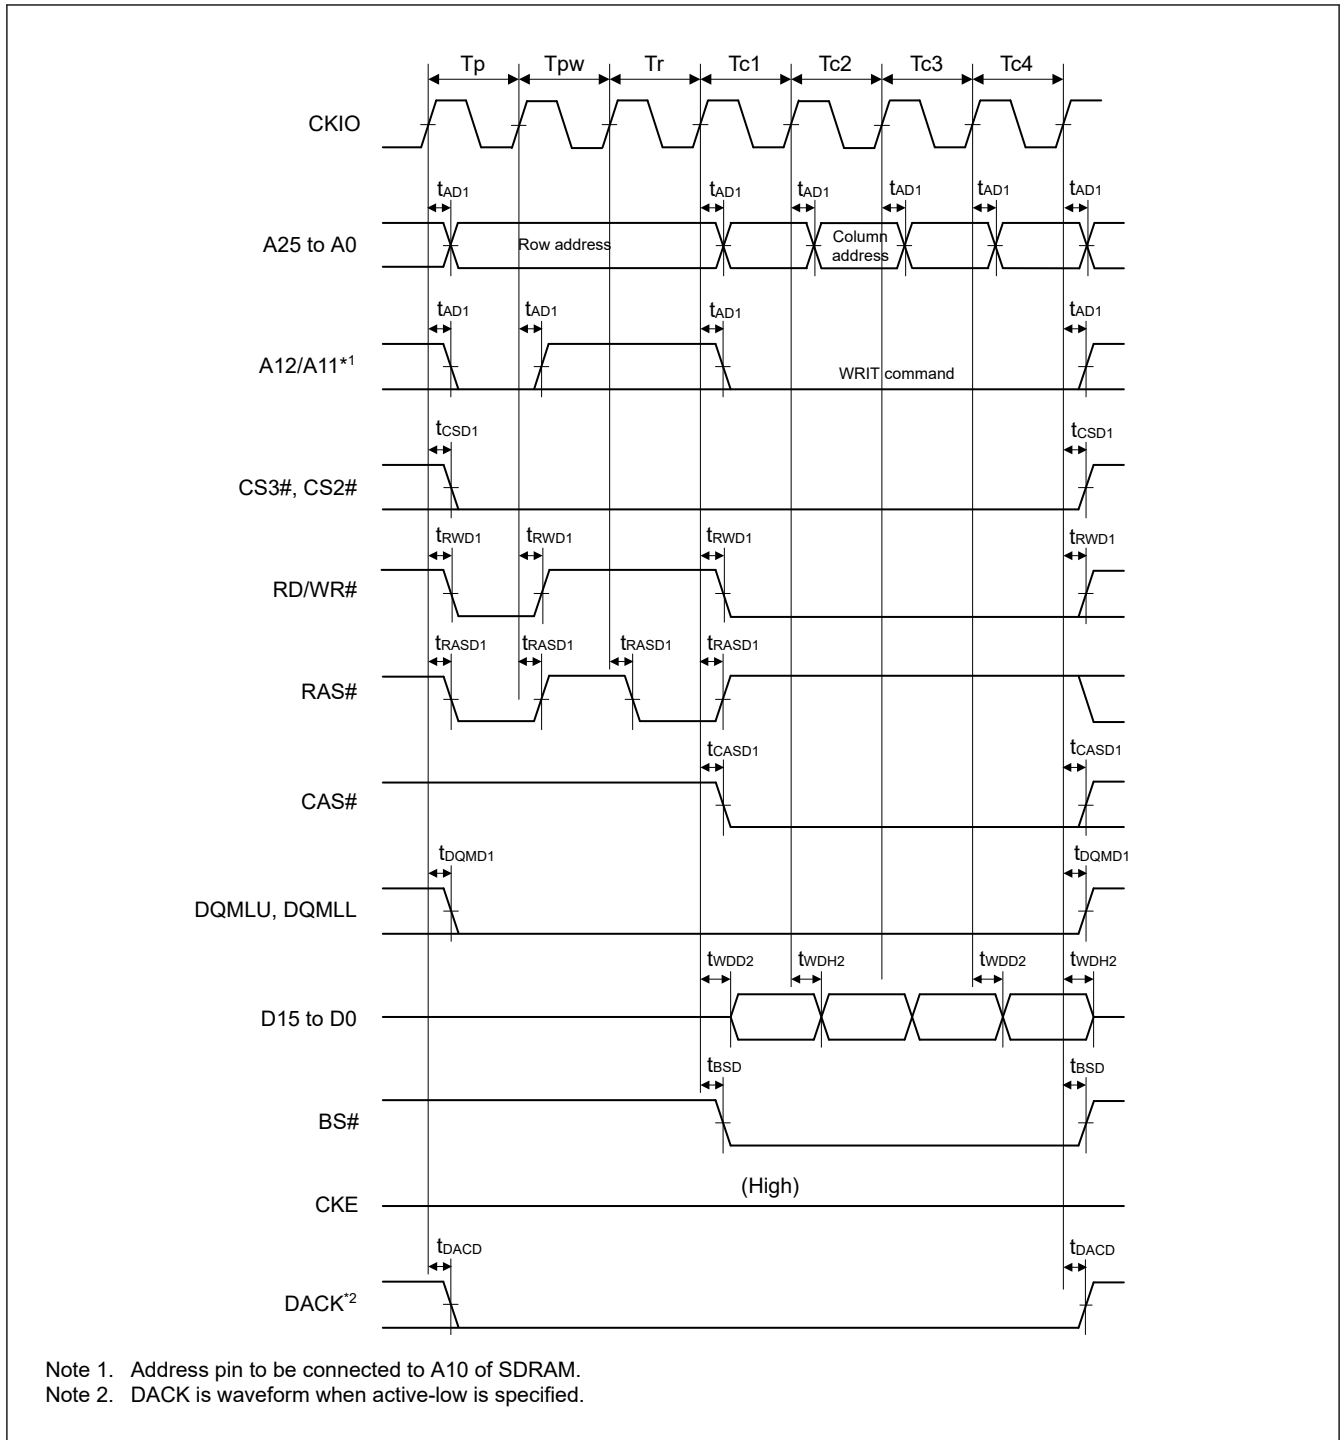 Tp Tpw Tr Tc1 Tc2 Tc3 Tc4
CKIO
tAD1 tAD1 tAD1 tAD1 tAD1 tAD1
A25 to A0
Row address
Column
address
tAD1 tAD1 tAD1 tAD1
A12/A11*1
WRIT command
tCSD1 tCSD1
CS3#, CS2#
tRWD1 tRWD1 tRWD1 tRWD1
RD/WR#
tRASD1 tRASD1 tRASD1 tRASD1
RAS#
tCASD1 tCASD1
CAS#
tDQMD1 tDQMD1
DQMLU, DQMLL
tWDD2 tWDH2 tWDD2 tWDH2
D15 to D0
tBSD tBSD
BS#
(High)
CKE
tDACD tDACD
DACK*2
Note 1. Address pin to be connected to A10 of SDRAM.
Note 2. DACK is waveform when active-low is specified.